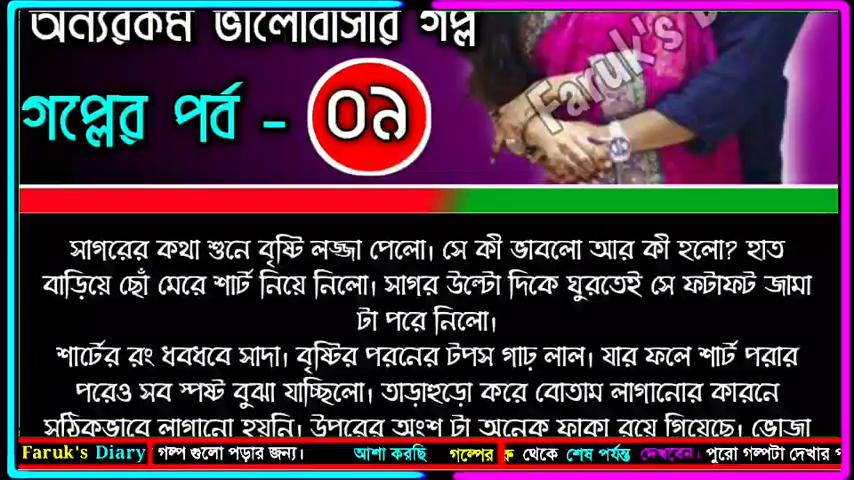 অন্যরকম ভালোবাসার গল্প
গল্পের পর্ব - ০৯
Faruk's D
সাগরের কথা শুনে বৃষ্টি লজ্জা পেলো। সে কী ভাবলো আর কী হলো? হাত
বাড়িয়ে ছোঁ মেরে শার্ট নিয়ে নিলো। সাগর উল্টো দিকে ঘুরতেই সে ফটাফট জামা
টা পরে নিলো।
শার্টের রং ধবধবে সাদা। বৃষ্টির পরনের টপস গাঢ় লাল। যার ফলে শার্ট পরার
পরেও সব স্পষ্ট বুঝা যাচ্ছিলো। তাড়াহুড়ো করে বোতাম লাগানোর কারনে
সঠিকভাবে লাগানো হয়নি। উপরের অংশ টা অনেক ফাকা রয়ে গিয়েছে। ভোজা
Faruk's Diary গল্প গুলো পড়ার জন্য। আশা করছি গল্পের থেকে শেষ পর্যন্ত দেখবেন। পুরো গল্পটা দেখার